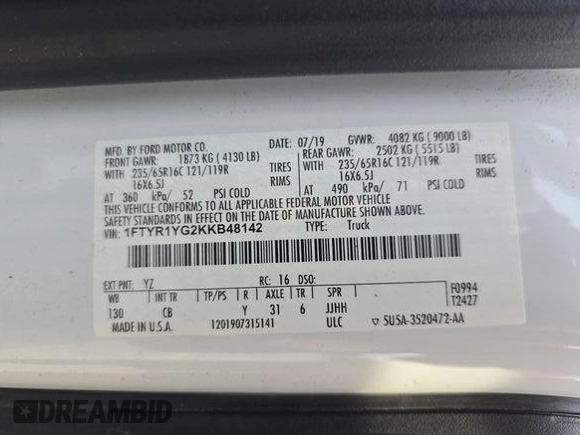 MFD. BY FORD MOTOR CO. 07/19 GVWR: 4082 KG ( 9000 LB)
FRONT GAWR: 1873 KG ( 4130 LB) REAR GAWR: 2502 KG ( 5515 LB)
WITH 235/65R16C 121/119R TIRES WITH 235/65R16C 121/119R TIRES
16X6.5J RIMS 16X6.5J RIMS
AT 360 kPa/ 52 PSI COLD AT 490 kPa/ 71 PSI COLD
THIS VEHICLE CONFORMS TO ALL APPLICABLE FEDERAL MOTOR VEHICLE
SAFETY STANDARDS IN EFFECT ON THE DATE OF MANUFACTURE SHOWN ABOVE.
VIN: 1FTYR1YG2KKB48142 TYPE: Truck
EXT PNT: YZ RC: 16 DSO: F0994
WB INT TR TP/PS R AXLE TR SPR T2427
130 CB Y 31 6 JJHH
MADE IN U.S.A. 1201907315141 ULC 5U5A-3520472-AA
DREAMBID